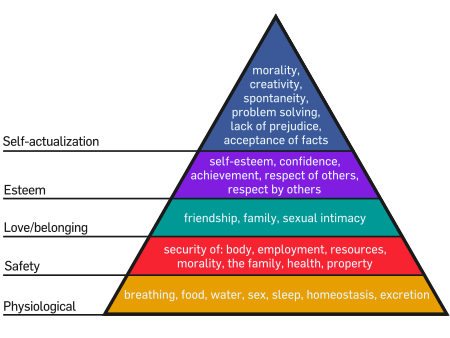 morality,
creativity,
spontaneity,
problem solving,
lack of prejudice,
acceptance of facts
Self-actualization
self-esteem, confidence,
achievement, respect of others,
respect by others
Esteem
friendship, family, sexual intimacy
Love/belonging
security of: body, employment, resources,
morality, the family, health, property
Safety
breathing, food, water, sex, sleep, homeostasis, excretion
Physiological